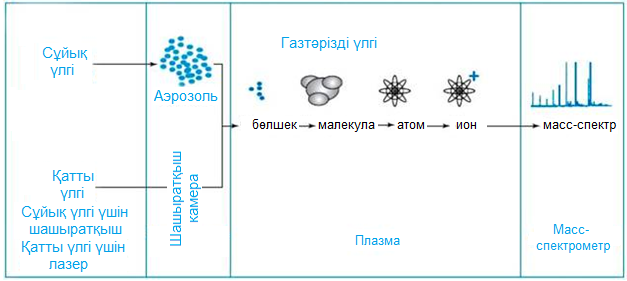 Сұйық
үлгі
Аэрозоль
Қатты
үлгі
Сұйық үлгі үшін
шашыратқыш
Қатты үлгі үшін
лазер
Шашыратқыш
камера
Газтәрізді үлгі
бөлшек малекула атом ион
Плазма
масс-спектр
Масс-
спектрометр